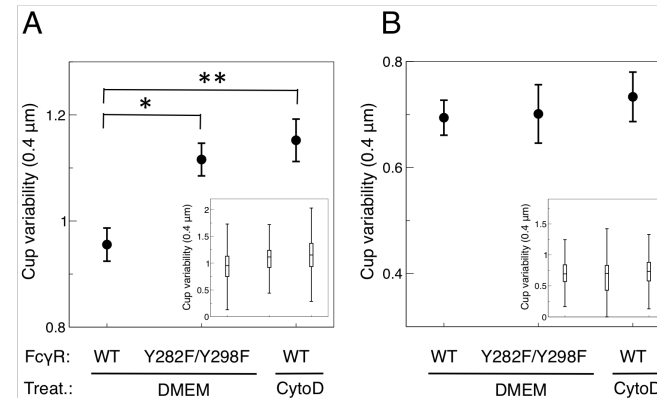 A
B
** 
*
Cup variability (0.4 μm)
1.2
1
0.8
Cup variability (0.4 μm)
2
1.5
1
0.5
0
Cup variability (0.4 μm)
0.8
0.6
0.4
Cup variability (0.4 μm)
1.5
1
0.5
0
FcγR: WT Y282F/Y298F WT WT Y282F/Y298F WT
Treat.: DMEM CytoD DMEM CytoD